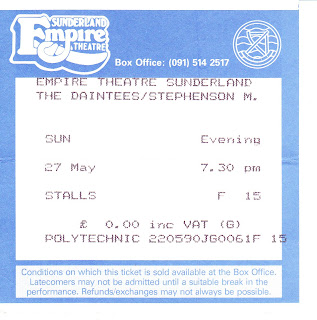 SUNDERLAND
Empire
THEATRE
Box Office: (091) 514 2517
EMPIRE THEATRE SUNDERLAND
THE DAINTEES/STEPHENSON M.
SUN Evening
27 May 7.30 pm
STALLS F 15
£ 0.00 inc VAT (G)
POLYTECHNIC 220590JG0061F 15
Conditions on which this ticket is sold available at the Box Office.
Latecomers may not be admitted until a suitable break in the
performance. Refunds/exchanges may not always be possible.